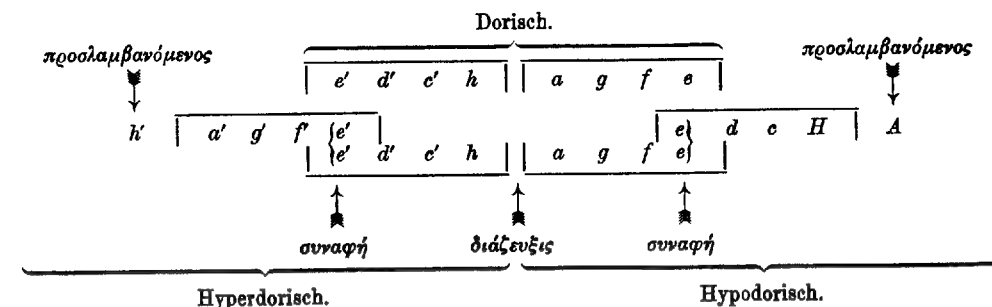 Dorisch.
προσλαμβανόμενος προσλαμβανόμενος
e′ d′ c′ h a g f e
h′ a′ g′ f′ e′ e d c H A
e′ d′ c′ h a g f e
συναφή διάζευξις συναφή
Hyperdorisch. Hypodorisch.